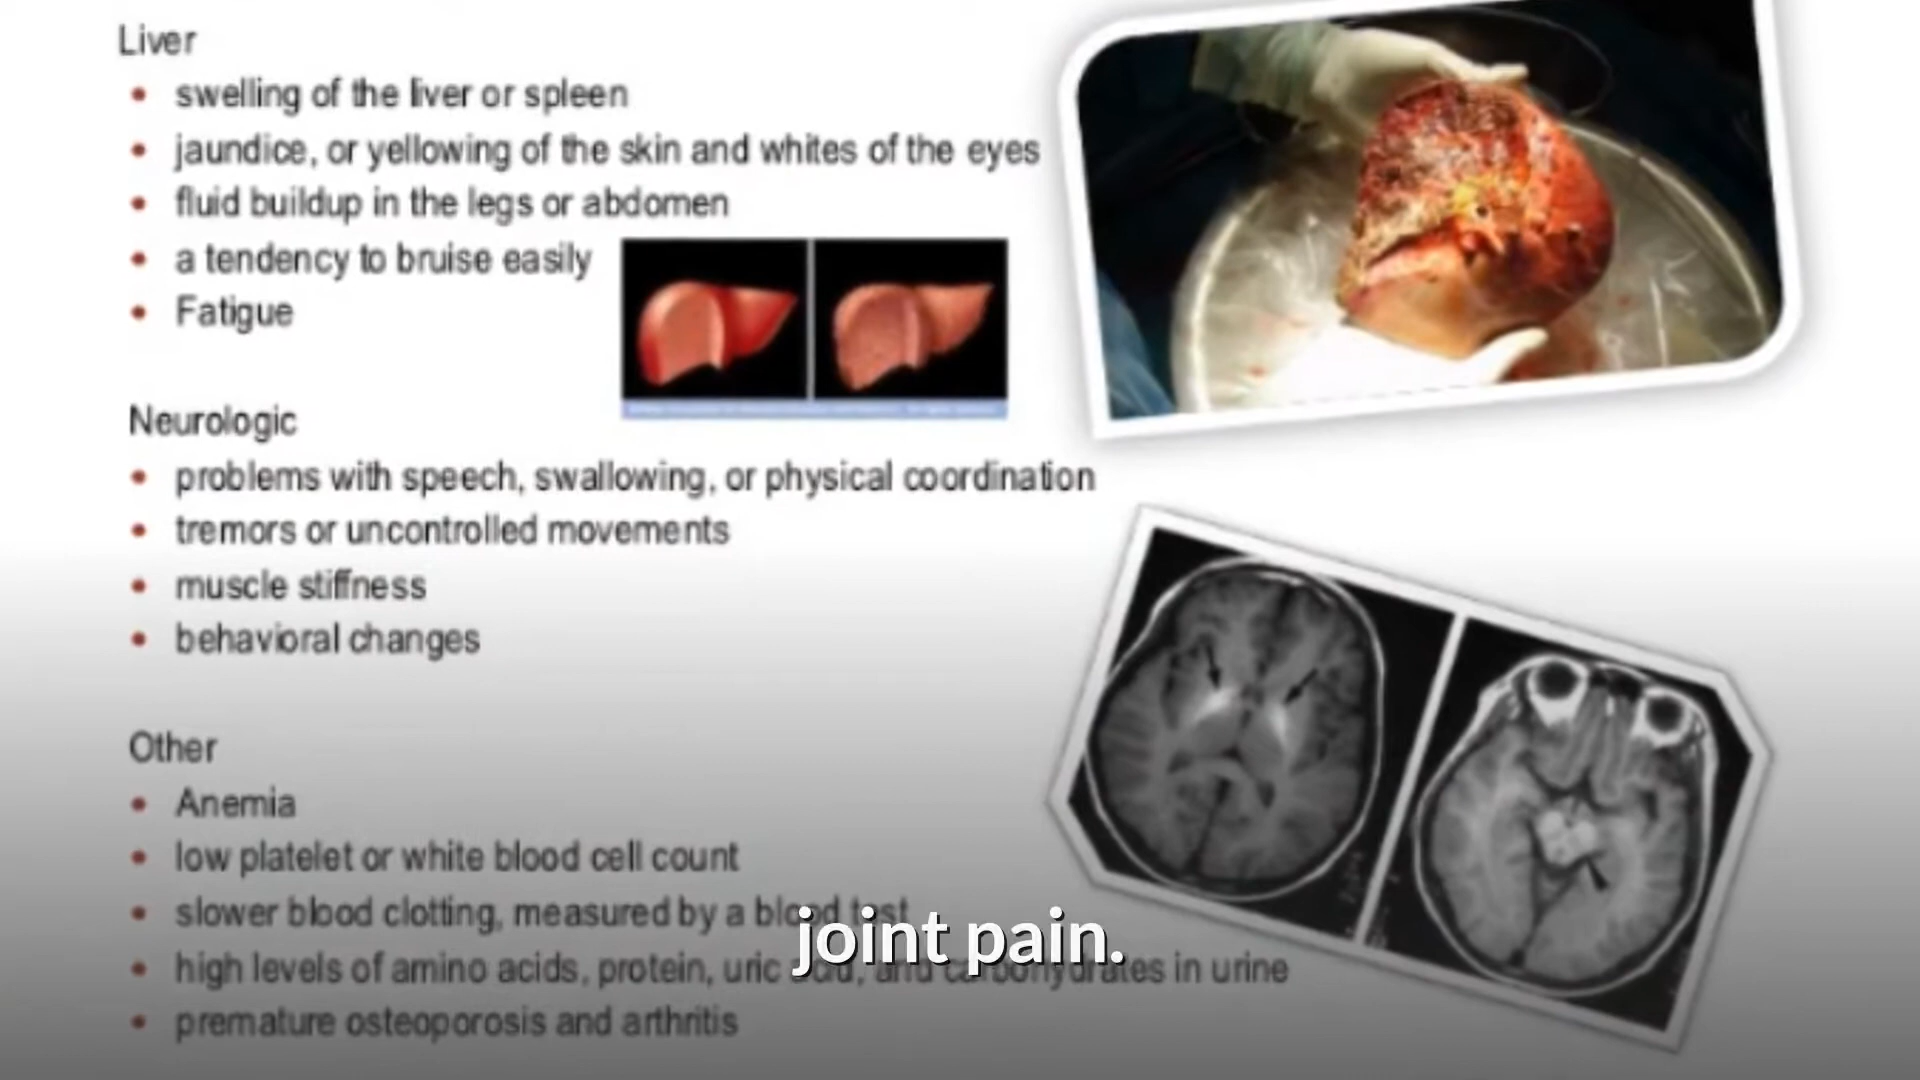 Liver
• swelling of the liver or spleen
• jaundice, or yellowing of the skin and whites of the eyes
• fluid buildup in the legs or abdomen
• a tendency to bruise easily
• Fatigue
Neurologic
• problems with speech, swallowing, or physical coordination
• tremors or uncontrolled movements
• muscle stiffness
• behavioral changes
Other
• Anemia
• low platelet or white blood cell count
• slower blood clotting, measured by a blood test
• high levels of amino acids, protein, uric acid, and carbohydrates in urine
• premature osteoporosis and arthritis
joint pain.